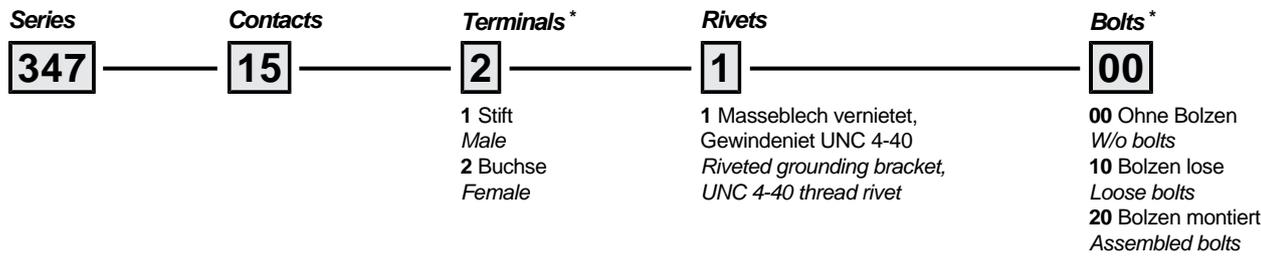 Series Contacts Terminals * Rivets Bolts *
347 15 2 1 00
1 Stift
Male
2 Buchse
Female
1 Masseblech vernietet,
Gewindeniet UNC 4-40
Riveted grounding bracket,
UNC 4-40 thread rivet
00 Ohne Bolzen
W/o bolts
10 Bolzen lose
Loose bolts
20 Bolzen montiert
Assembled bolts